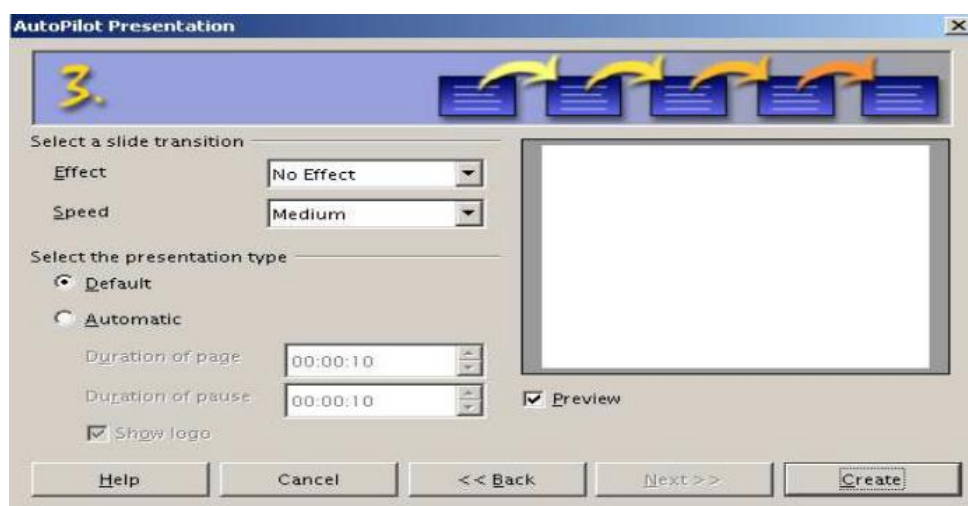 AutoPilot Presentation
3.
Select a slide transition
Effect No Effect
Speed Medium
Select the presentation type
Default
Automatic
Duration of page 00:00:10
Duration of pause 00:00:10
Show logo
Preview
Help Cancel << Back Next >> Create